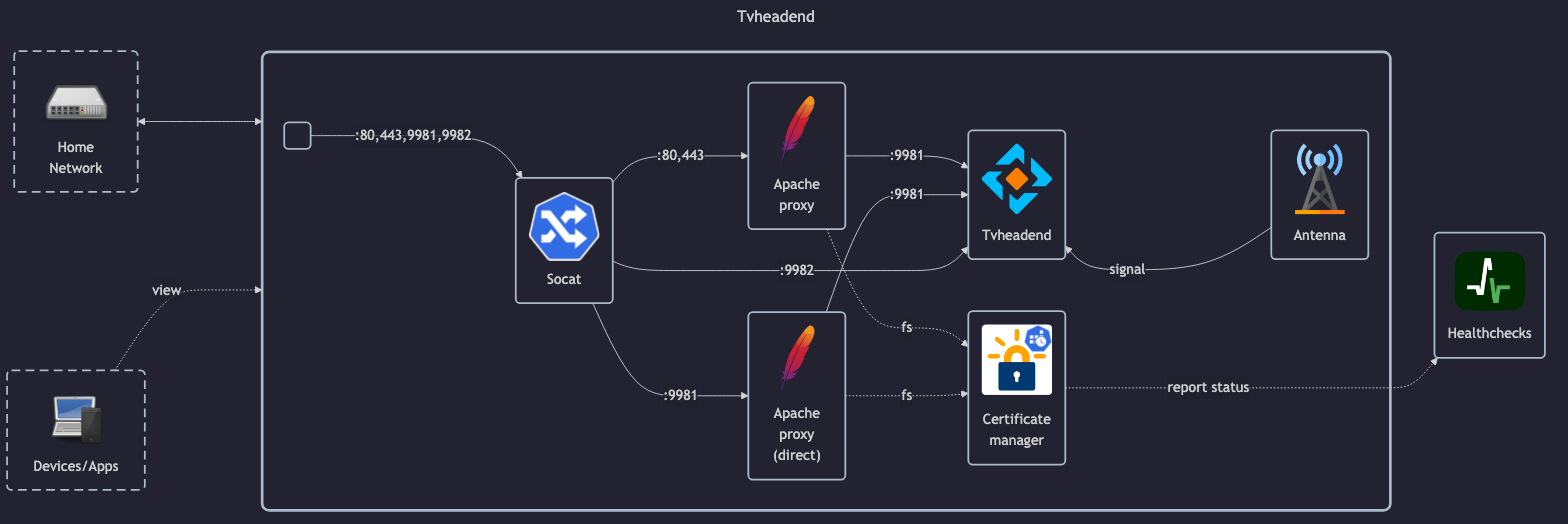 Tvheadend
Home
Network
:80,443,9981,9982
Socat
:80,443
Apache
proxy
:9981
:9981
Tvheadend
Antenna
:9982
signal
view
Devices/Apps
:9981
Apache
proxy
(direct)
fs
fs
Certificate
manager
report status
Healthchecks